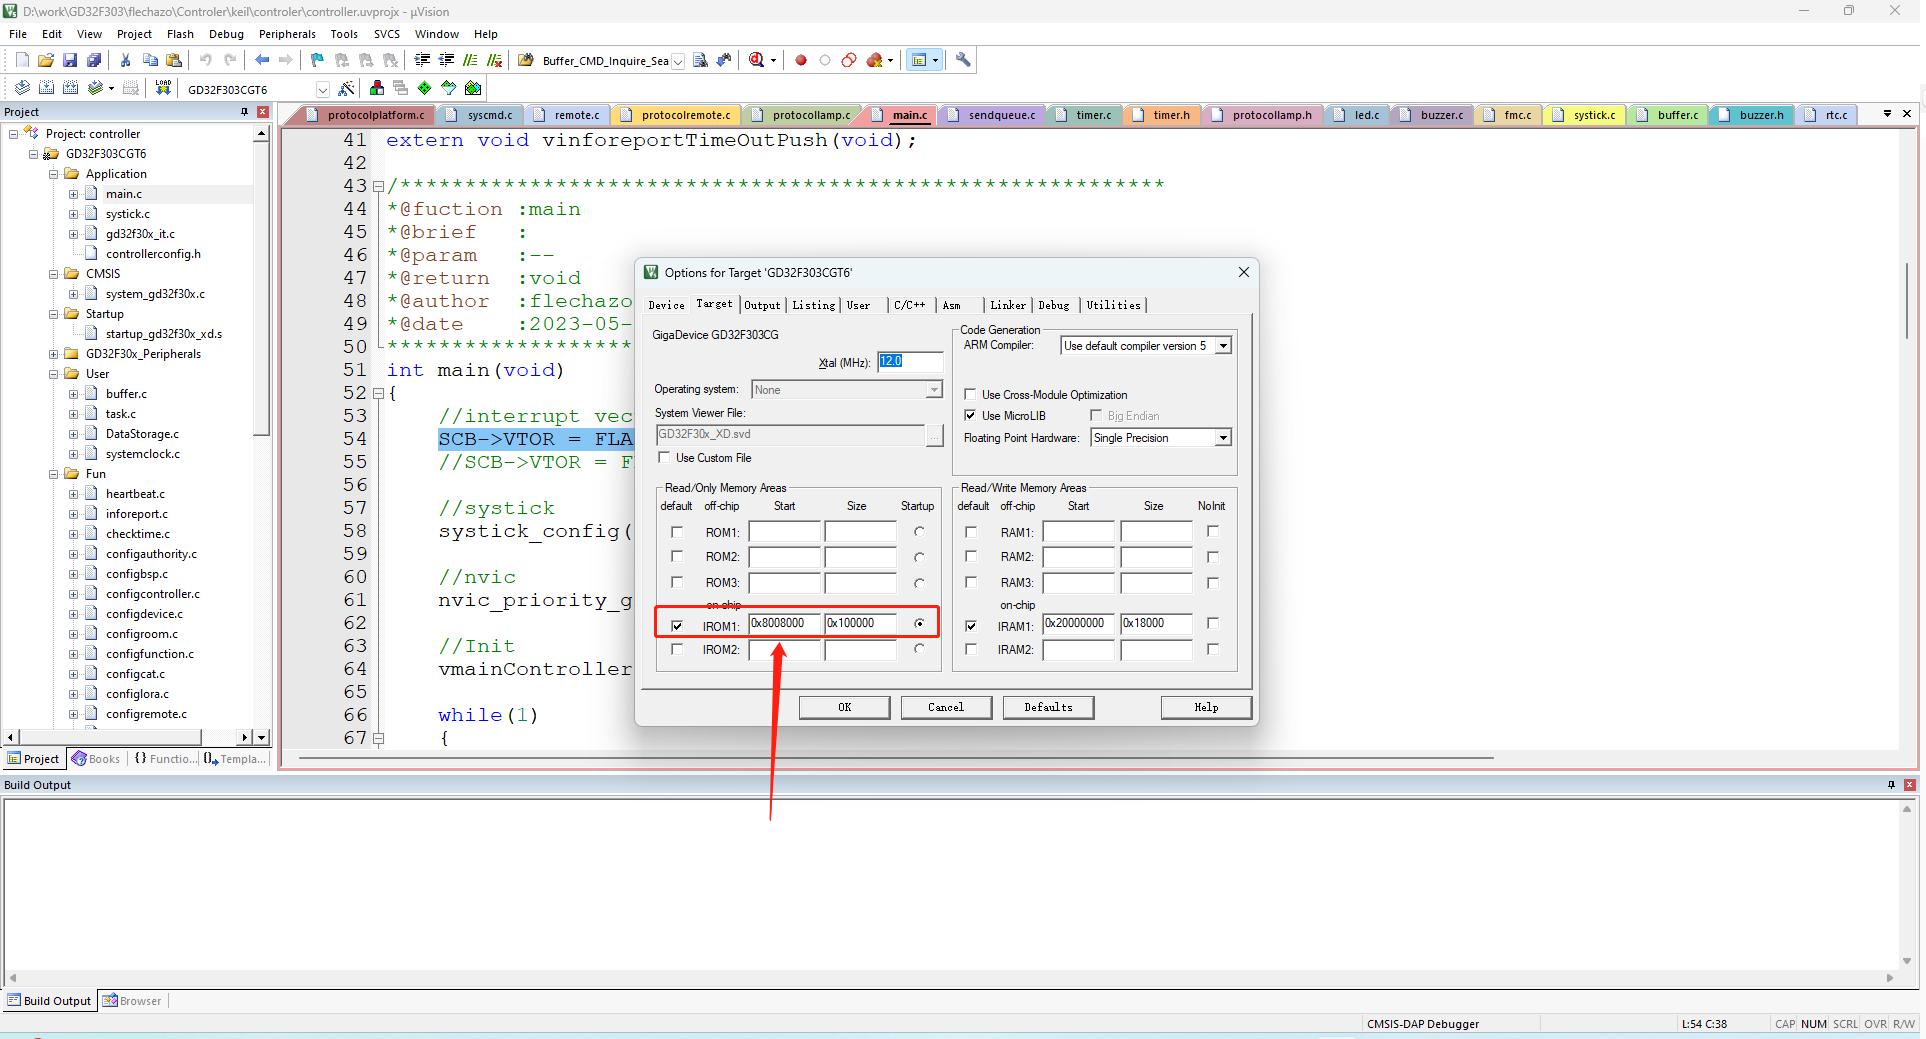 D:\work\GD32F303\flechazo\Controler\keil\controler\controller.uvprojx - µVision
File Edit View Project Flash Debug Peripherals Tools SVCS Window Help
Buffer_CMD_Inquire_Sea
LOAD GD32F303CGT6
Project
protocolplatform.c syscmd.c remote.c protocolremote.c protocollamp.c main.c sendqueue.c timer.c timer.h protocollamp.h led.c buzzer.c fmc.c systick.c buffer.c buzzer.h rtc.c
Project: controller
GD32F303CGT6
Application
main.c
systick.c
gd32f30x_it.c
controllerconfig.h
CMSIS
system_gd32f30x.c
Startup
startup_gd32f30x_xd.s
GD32F30x_Peripherals
User
buffer.c
task.c
DataStorage.c
systemclock.c
Fun
heartbeat.c
inforeport.c
checktime.c
configauthority.c
configbsp.c
configcontroller.c
configdevice.c
configroom.c
configfunction.c
configcat.c
configlora.c
configremote.c
Project Books {} Functio... Templa...
41 extern void vinforeportTimeOutPush(void);
42
43 /***********************************************************
44 *@fuction :main
45 *@brief :
46 *@param :--
47 *@return :void
48 *@author :flechazo
49 *@date :2023-05-
50 *******************
51 int main(void)
52 {
53 //interrupt vec
54 SCB->VTOR = FLA
55 //SCB->VTOR = F
56
57 //systick
58 systick_config(
59
60 //nvic
61 nvic_priority_g
62
63 //Init
64 vmainController
65
66 while(1)
67 {
Options for Target 'GD32F303CGT6'
Device Target Output Listing User C/C++ Asm Linker Debug Utilities
GigaDevice GD32F303CG
Xtal (MHz): 12.0
Operating system: None
System Viewer File:
GD32F30x_XD.svd ...
Use Custom File
Code Generation
ARM Compiler: Use default compiler version 5
Use Cross-Module Optimization
Use MicroLIB Big Endian
Floating Point Hardware: Single Precision
Read/Only Memory Areas
default off-chip Start Size Startup
ROM1:
ROM2:
ROM3:
on-chip
IROM1: 0x8008000 0x100000
IROM2:
Read/Write Memory Areas
default off-chip Start Size NoInit
RAM1:
RAM2:
RAM3:
on-chip
IRAM1: 0x20000000 0x18000
IRAM2:
OK Cancel Defaults Help
Build Output
Build Output Browser
CMSIS-DAP Debugger L:54 C:38 CAP NUM SCRL OVR R/W